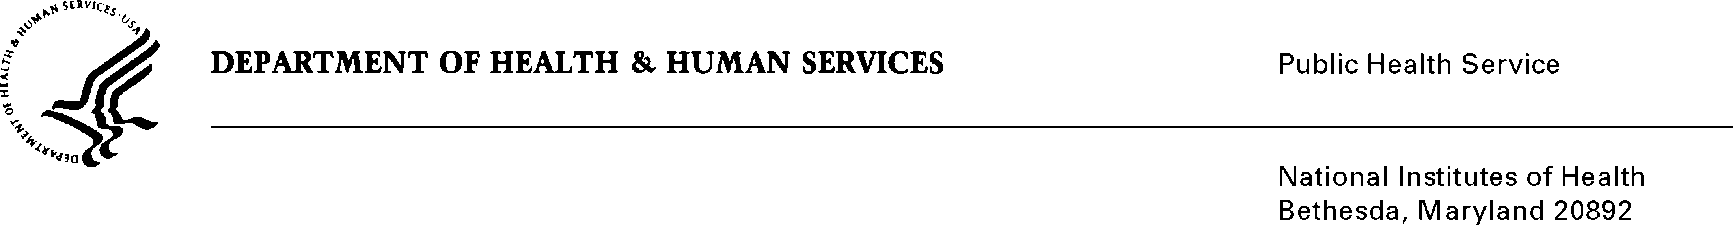 DEPARTMENT OF HEALTH & HUMAN SERVICES·USA
DEPARTMENT OF HEALTH & HUMAN SERVICES
Public Health Service
National Institutes of Health
Bethesda, Maryland 20892